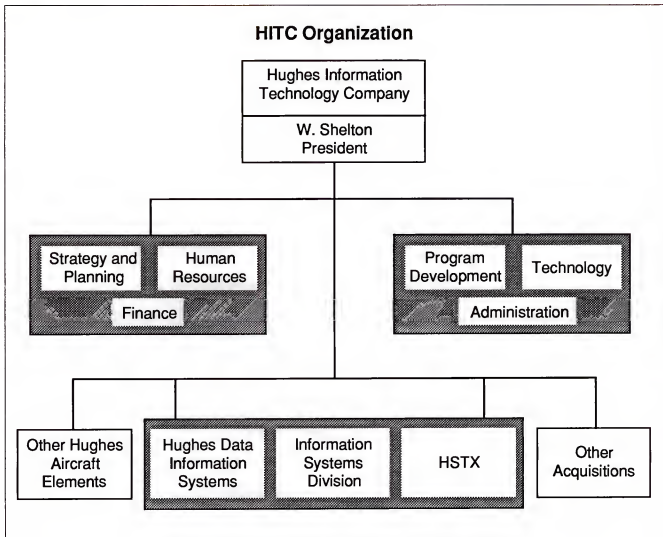 HITC Organization
Hughes Information
Technology Company
W. Shelton
President
Strategy and
Planning
Human
Resources
Finance
Program
Development
Technology
Administration
Other Hughes
Aircraft
Elements
Hughes Data
Information
Systems
Information
Systems
Division
HSTX
Other
Acquisitions